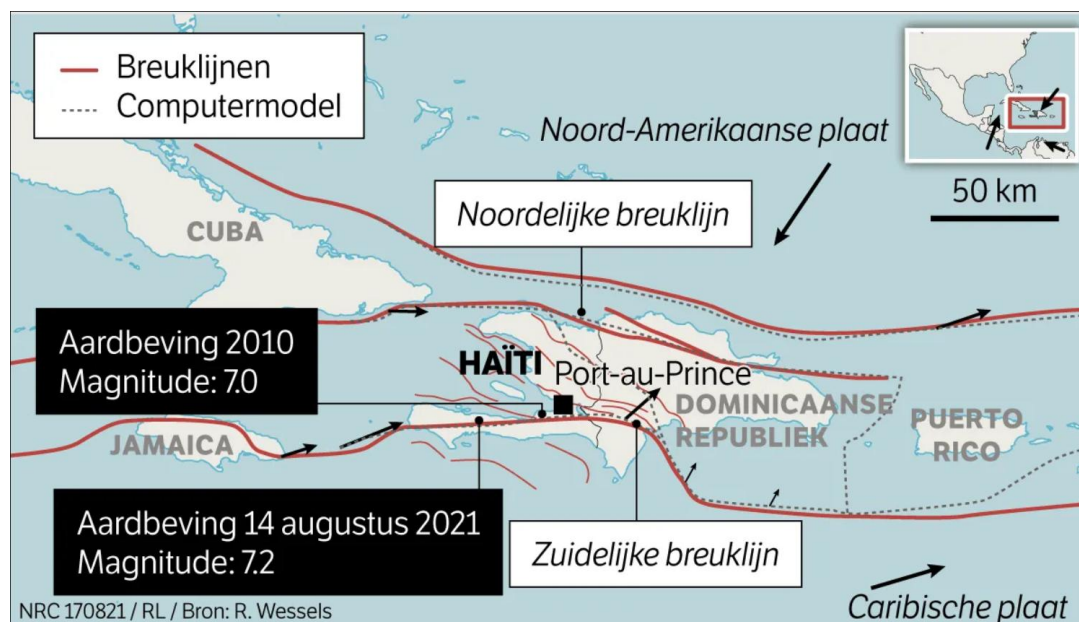 Breuklijnen
Computermodel
Noord-Amerikaanse plaat
50 km
Noordelijke breuklijn
CUBA
Aardbeving 2010
Magnitude: 7.0
HAÏTI
Port-au-Prince
DOMINICAANSE
REPUBLIEK
PUERTO
RICO
JAMAICA
Aardbeving 14 augustus 2021
Magnitude: 7.2
Zuidelijke breuklijn
Caribische plaat
NRC 170821 / RL / Bron: R. Wessels